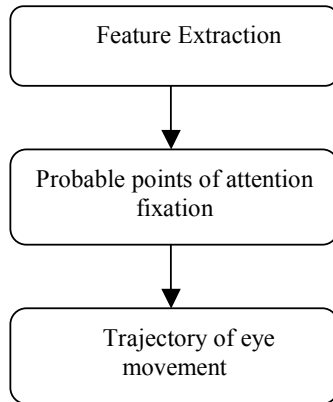 Feature Extraction
Probable points of attention
fixation
Trajectory of eye
movement